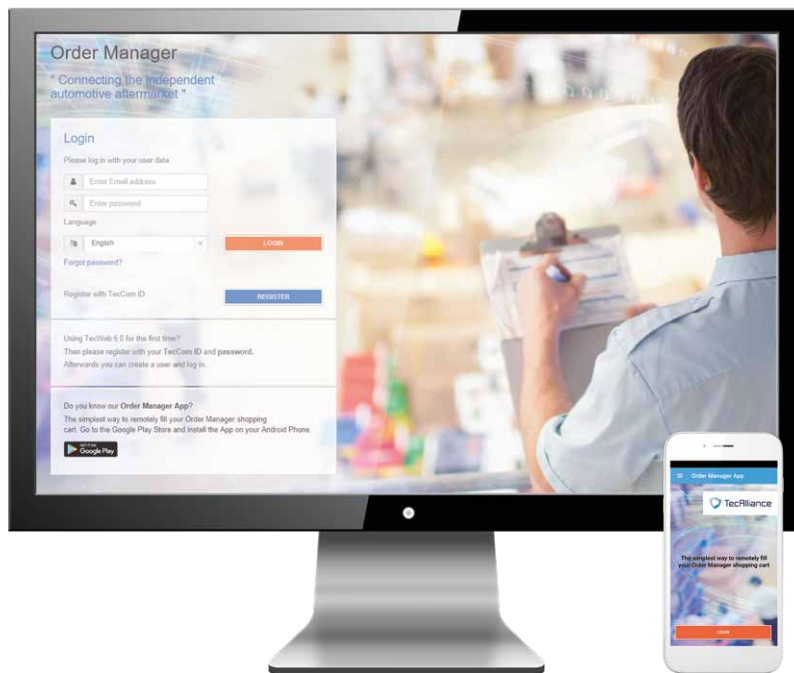 Order Manager
" Connecting the independent
automotive aftermarket "
Login
Please log in with your user data
Enter Email address
Enter password
Language
English
LOGIN
Forgot password?
Register with TecCom ID
REGISTER
Using TecWeb 5.0 for the first time?
Then please register with your TecCom ID and password.
Afterwards you can create a user and log in.
Do you know our Order Manager App?
The simplest way to remotely fill your Order Manager shopping
cart. Go to the Google Play Store and install the App on your Android Phone.
GET IT ON
Google Play
Order Manager App
TecAlliance
The simplest way to remotely fill
your Order Manager shopping cart
LOGIN